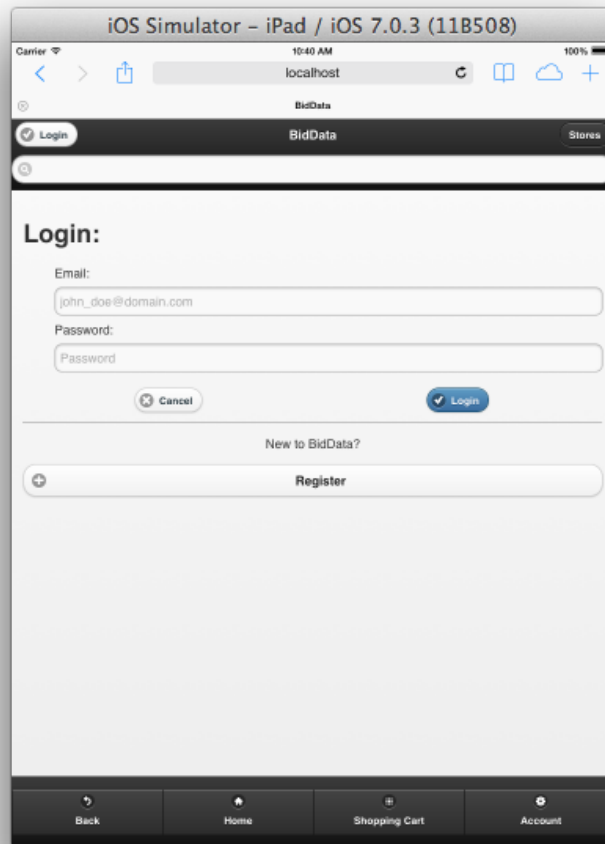 iOS Simulator – iPad / iOS 7.0.3 (11B508)
Carrier 10:40 AM 100%
localhost
BidData
Login BidData Stores
Login:
Email:
john_doe@domain.com
Password:
Password
Cancel Login
New to BidData?
Register
Back Home Shopping Cart Account